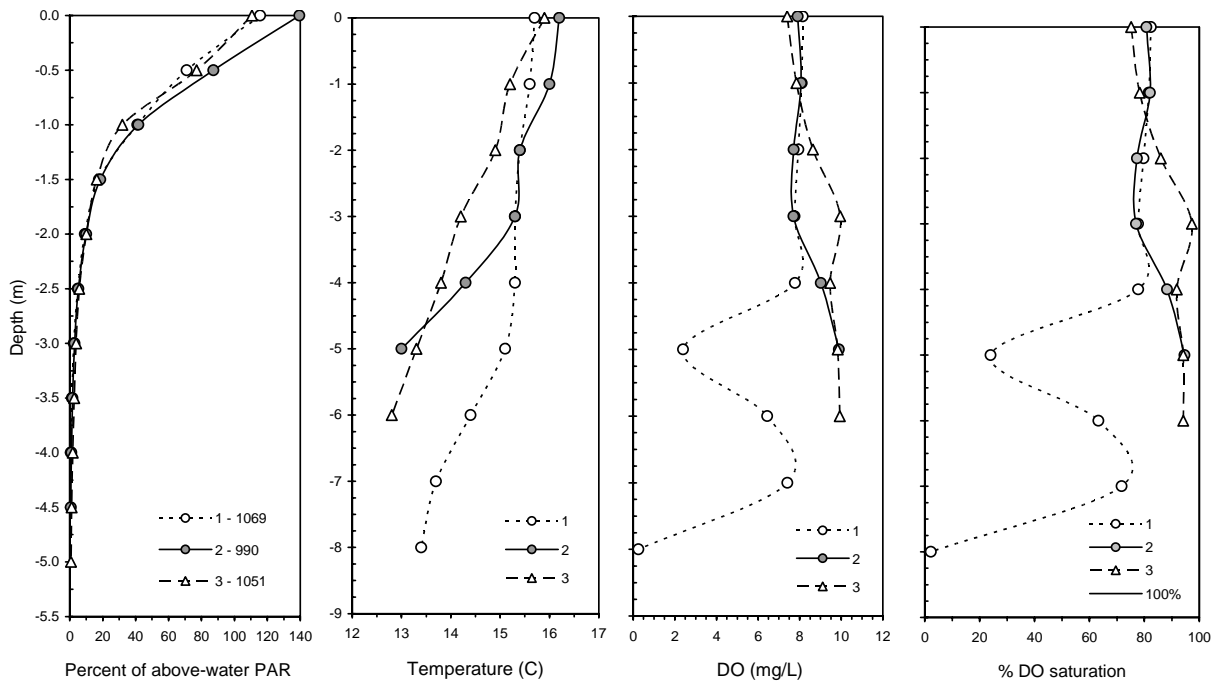 Depth (m)
0.0
-0.5
-1.0
-1.5
-2.0
-2.5
-3.0
-3.5
-4.0
-4.5
-5.0
-5.5
0 20 40 60 80 100 120 140
Percent of above-water PAR
1 - 1069
2 - 990
3 - 1051
0
-1
-2
-3
-4
-5
-6
-7
-8
-9
12 13 14 15 16 17
Temperature (C)
1
2
3
0 2 4 6 8 10 12
DO (mg/L)
1
2
3
0 20 40 60 80 100
% DO saturation
1
2
3
100%